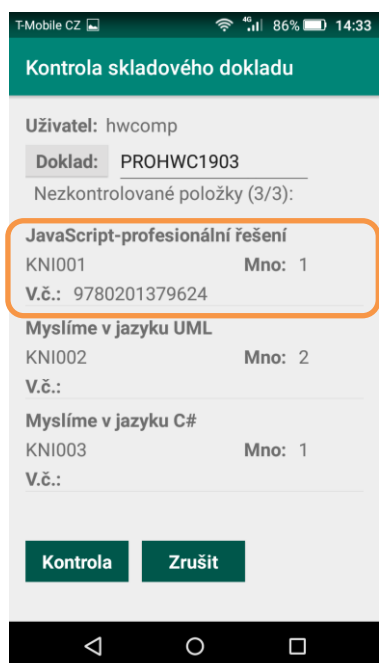 T-Mobile CZ 4G 86% 14:33
Kontrola skladového dokladu
Uživatel: hwcomp
Doklad: PROHWC1903
Nezkontrolované položky (3/3):
JavaScript-profesionální řešení
KNI001 Mno: 1
V.č.: 9780201379624
Myslíme v jazyku UML
KNI002 Mno: 2
V.č.:
Myslíme v jazyku C#
KNI003 Mno: 1
V.č.:
Kontrola Zrušit